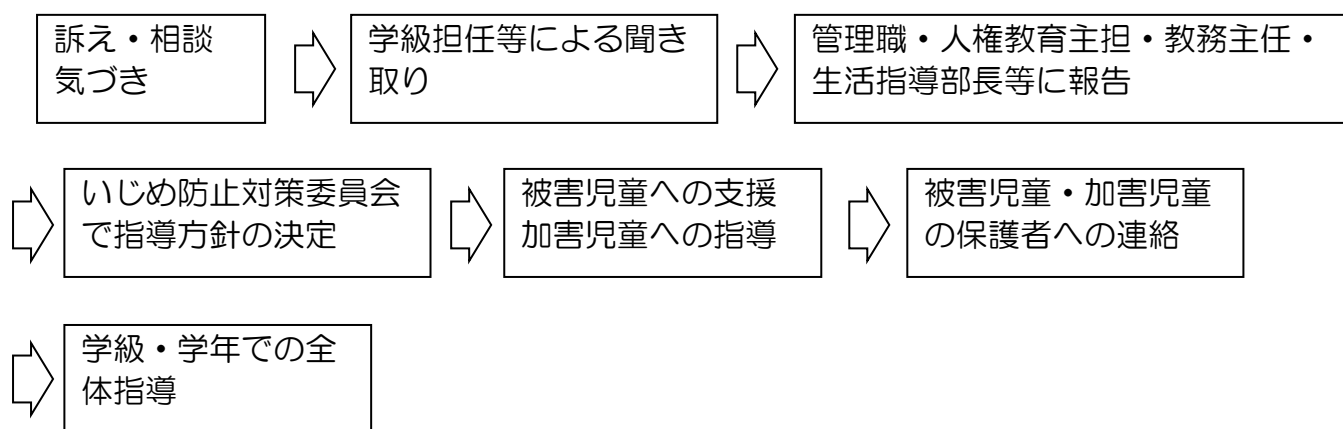 訴え・相談
気づき
学級担任等による聞き
取り
管理職・人権教育主担・教務主任・
生活指導部長等に報告
いじめ防止対策委員会
で指導方針の決定
被害児童への支援
加害児童への指導
被害児童・加害児童
の保護者への連絡
学級・学年での全
体指導